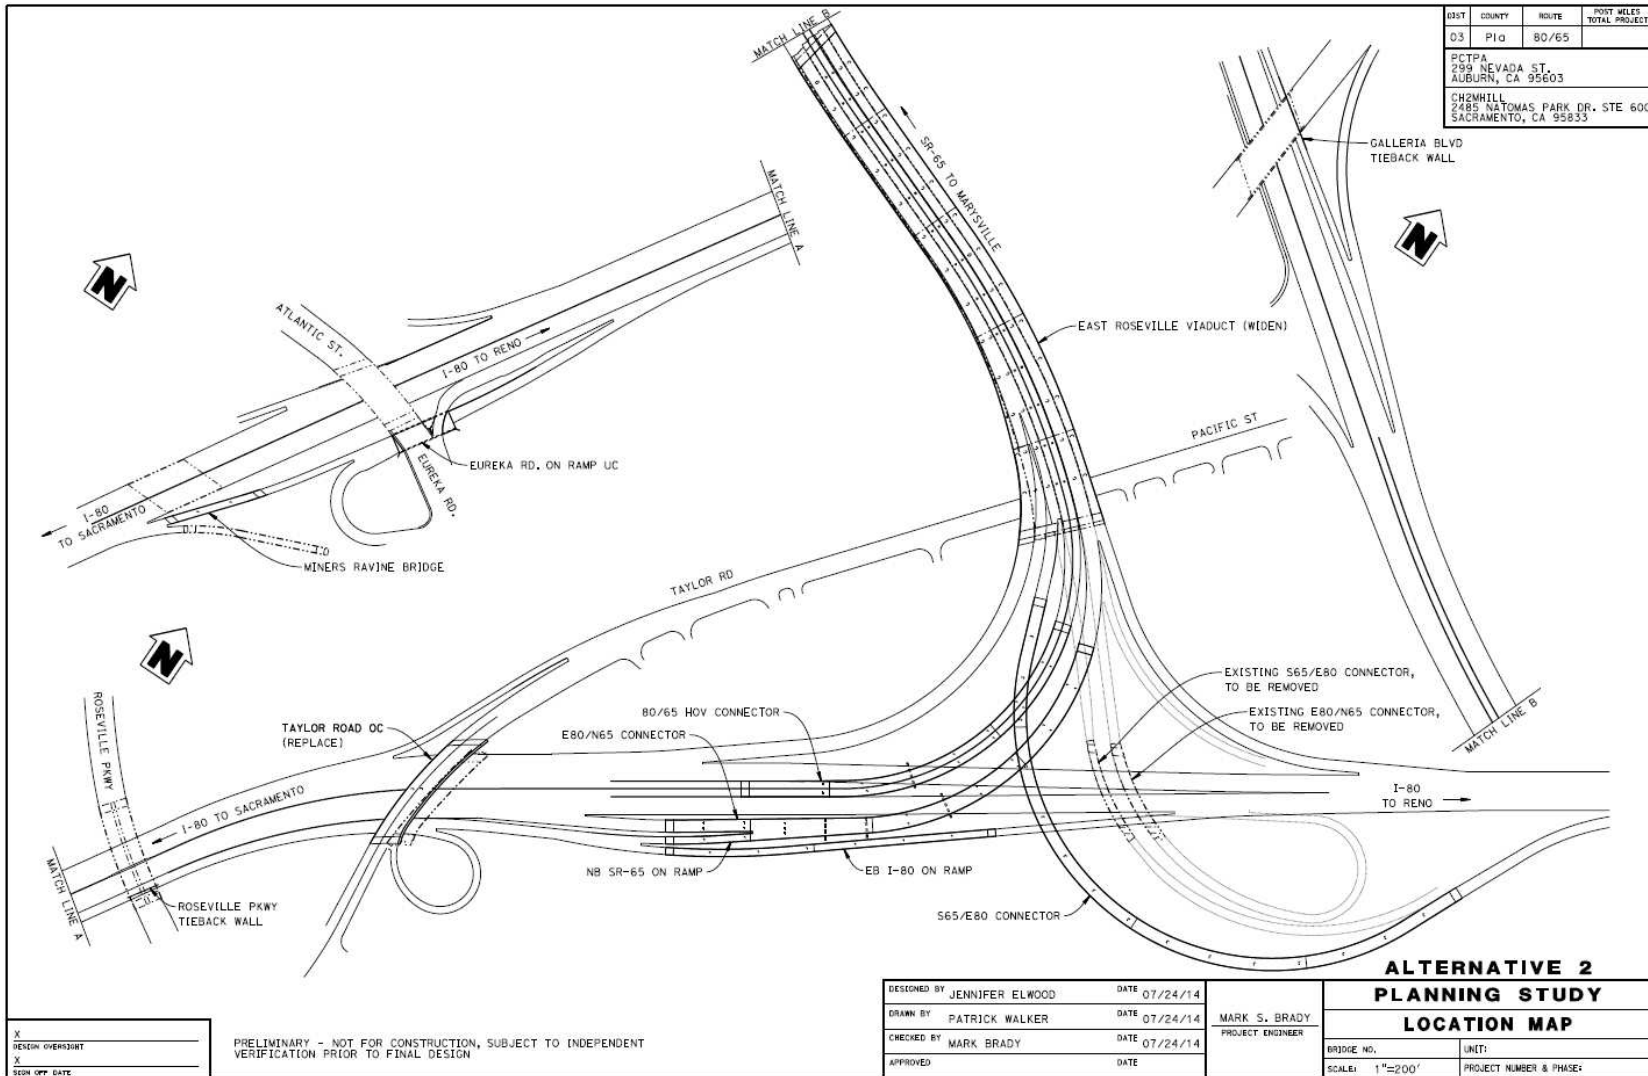 MATCH LINE B
DIST COUNTY ROUTE POST MILES TOTAL PROJECT
03 Pla 80/65
PCTPA
299 NEVADA ST.
AUBURN, CA 95603
CH2MHILL
2485 NATOMAS PARK DR. STE 600
SACRAMENTO, CA 95833
GALLERIA BLVD
TIEBACK WALL
SR-65 TO MARYSVILLE
MATCH LINE A
N
N
ATLANTIC ST.
I-80 TO RENO
EAST ROSEVILLE VIADUCT (WIDEN)
PACIFIC ST
EUREKA RD. ON RAMP UC
EUREKA RD.
I-80
TO SACRAMENTO
MINERS RAVINE BRIDGE
TAYLOR RD
N
EXISTING S65/E80 CONNECTOR,
TO BE REMOVED
EXISTING E80/N65 CONNECTOR,
TO BE REMOVED
MATCH LINE B
ROSEVILLE PKWY
TAYLOR ROAD OC
(REPLACE)
80/65 HOV CONNECTOR
E80/N65 CONNECTOR
I-80 TO SACRAMENTO
I-80
TO RENO
NB SR-65 ON RAMP
EB I-80 ON RAMP
MATCH LINE A
ROSEVILLE PKWY
TIEBACK WALL
S65/E80 CONNECTOR
ALTERNATIVE 2
PLANNING STUDY
LOCATION MAP
DESIGNED BY JENNIFER ELWOOD DATE 07/24/14
DRAWN BY PATRICK WALKER DATE 07/24/14
CHECKED BY MARK BRADY DATE 07/24/14
APPROVED DATE
MARK S. BRADY
PROJECT ENGINEER
BRIDGE NO.
UNIT:
SCALE: 1"=200'
PROJECT NUMBER & PHASE:
X
DESIGN OVERSIGHT
X
SIGN OFF DATE
PRELIMINARY - NOT FOR CONSTRUCTION, SUBJECT TO INDEPENDENT
VERIFICATION PRIOR TO FINAL DESIGN